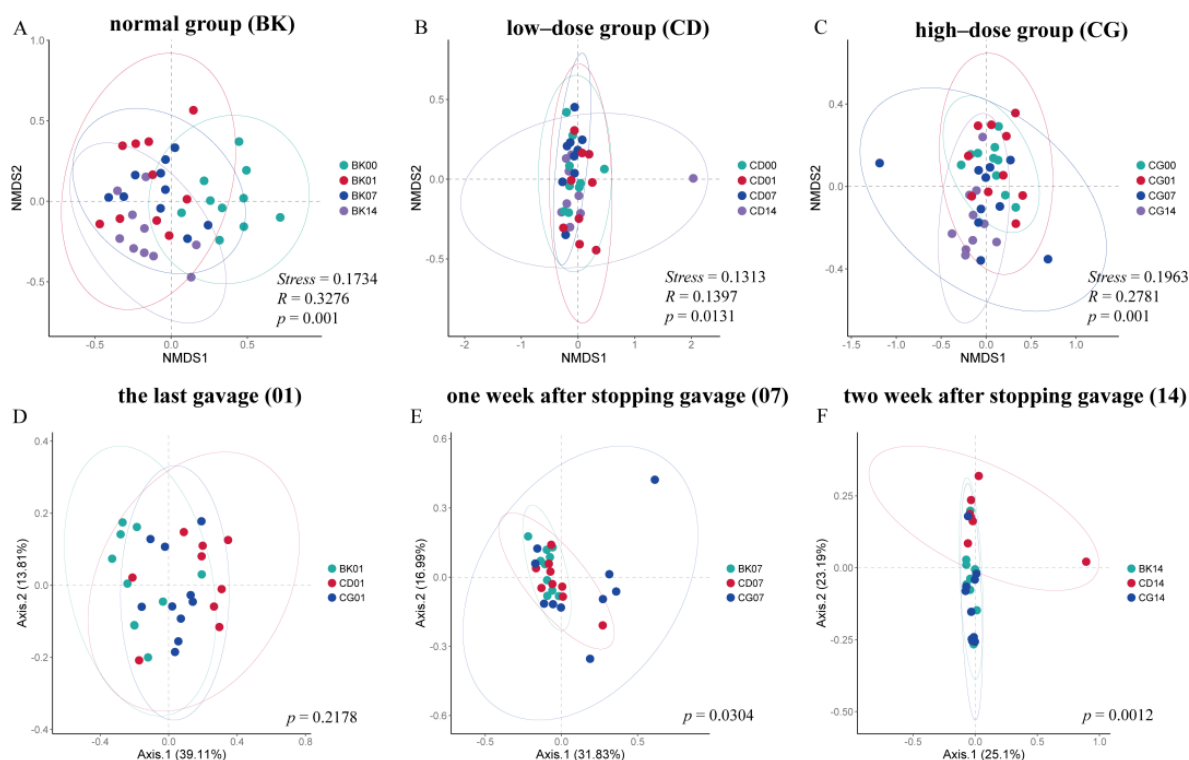 A
normal group (BK)
1.0
0.5
0.0
-0.5
NMDS2
-0.5
0.0
0.5
NMDS1
BK00
BK01
BK07
BK14
Stress = 0.1734
R = 0.3276
p = 0.001
B
low–dose group (CD)
0.5
0.0
-0.5
NMDS2
-2
-1
0
1
2
NMDS1
CD00
CD01
CD07
CD14
Stress = 0.1313
R = 0.1397
p = 0.0131
C
high–dose group (CG)
0.4
0.0
-0.4
NMDS2
-1.5
-1.0
-0.5
0.0
0.5
1.0
NMDS1
CG00
CG01
CG07
CG14
Stress = 0.1963
R = 0.2781
p = 0.001
D
the last gavage (01)
0.4
0.2
0.0
-0.2
-0.4
Axis.2 (13.81%)
-0.4
0.0
0.4
0.8
Axis.1 (39.11%)
BK01
CD01
CG01
p = 0.2178
E
one week after stopping gavage (07)
0.6
0.3
0.0
-0.3
-0.6
Axis.2 (16.99%)
-0.5
0.0
0.5
Axis.1 (31.83%)
BK07
CD07
CG07
p = 0.0304
F
two week after stopping gavage (14)
0.25
0.00
-0.25
-0.50
Axis.2 (23.19%)
0.0
0.5
1.0
Axis.1 (25.1%)
BK14
CD14
CG14
p = 0.0012